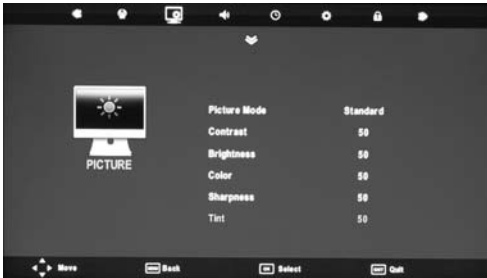 Picture Mode Standard
Contrast 50
Brightness 50
Color 50
Sharpness 50
Tint 50
PICTURE
Move Back Select Quit